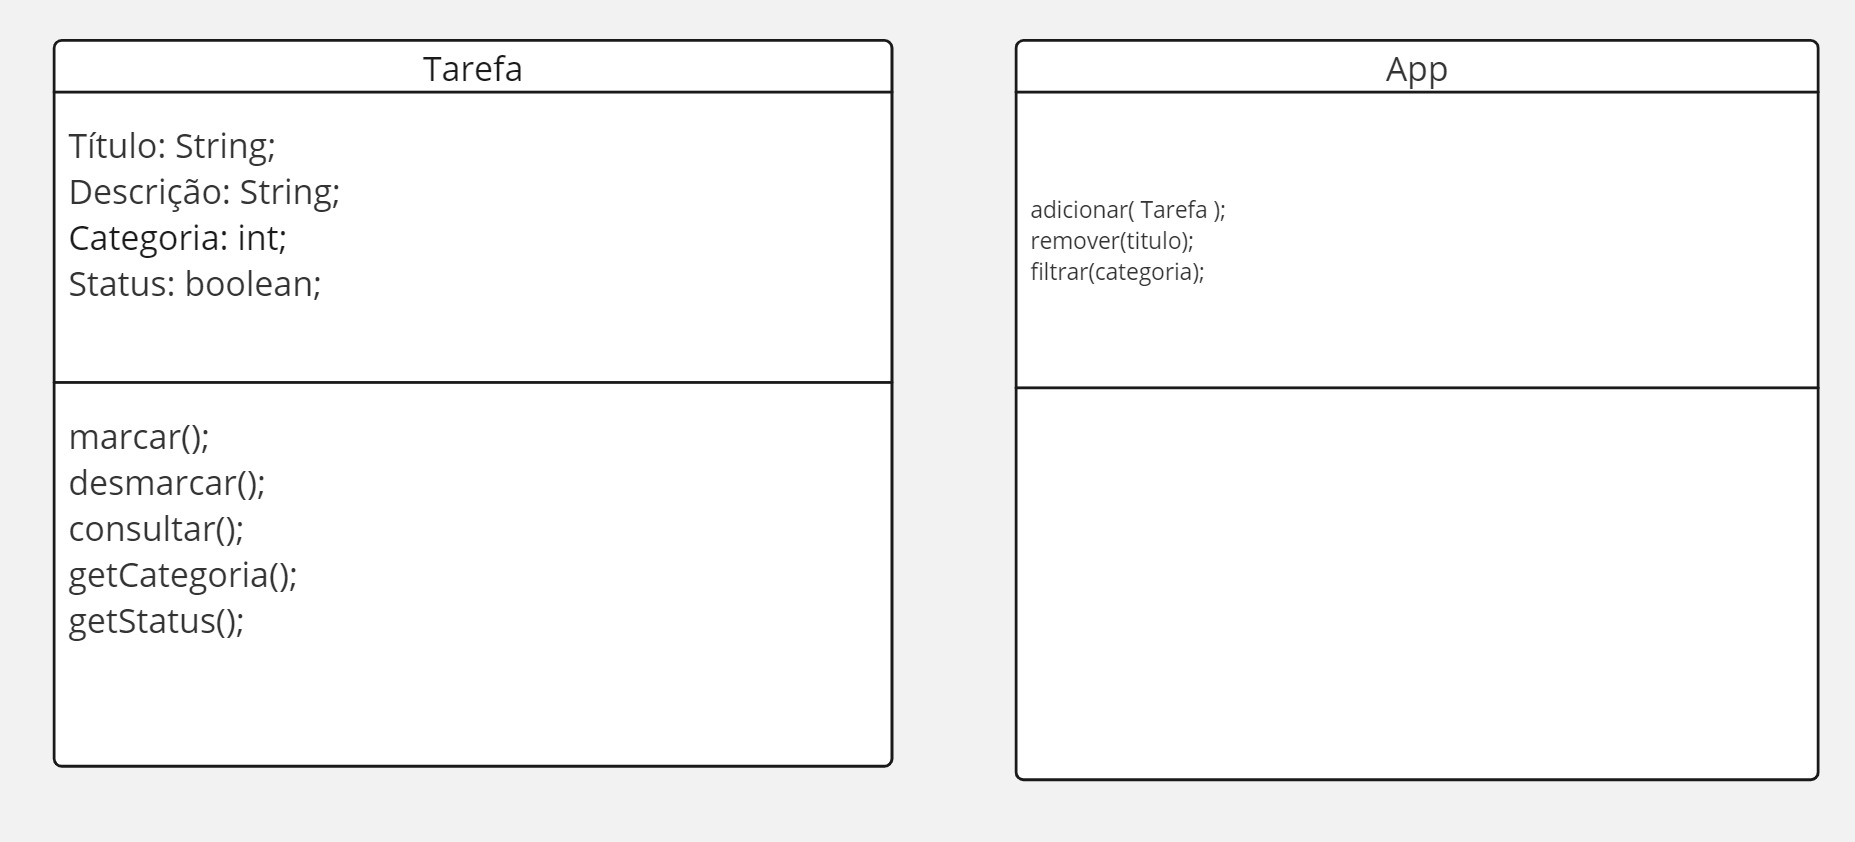 Tarefa
Título: String;
Descrição: String;
Categoria: int;
Status: boolean;
marcar();
desmarcar();
consultar();
getCategoria();
getStatus();
App
adicionar( Tarefa );
remover(titulo);
filtrar(categoria);